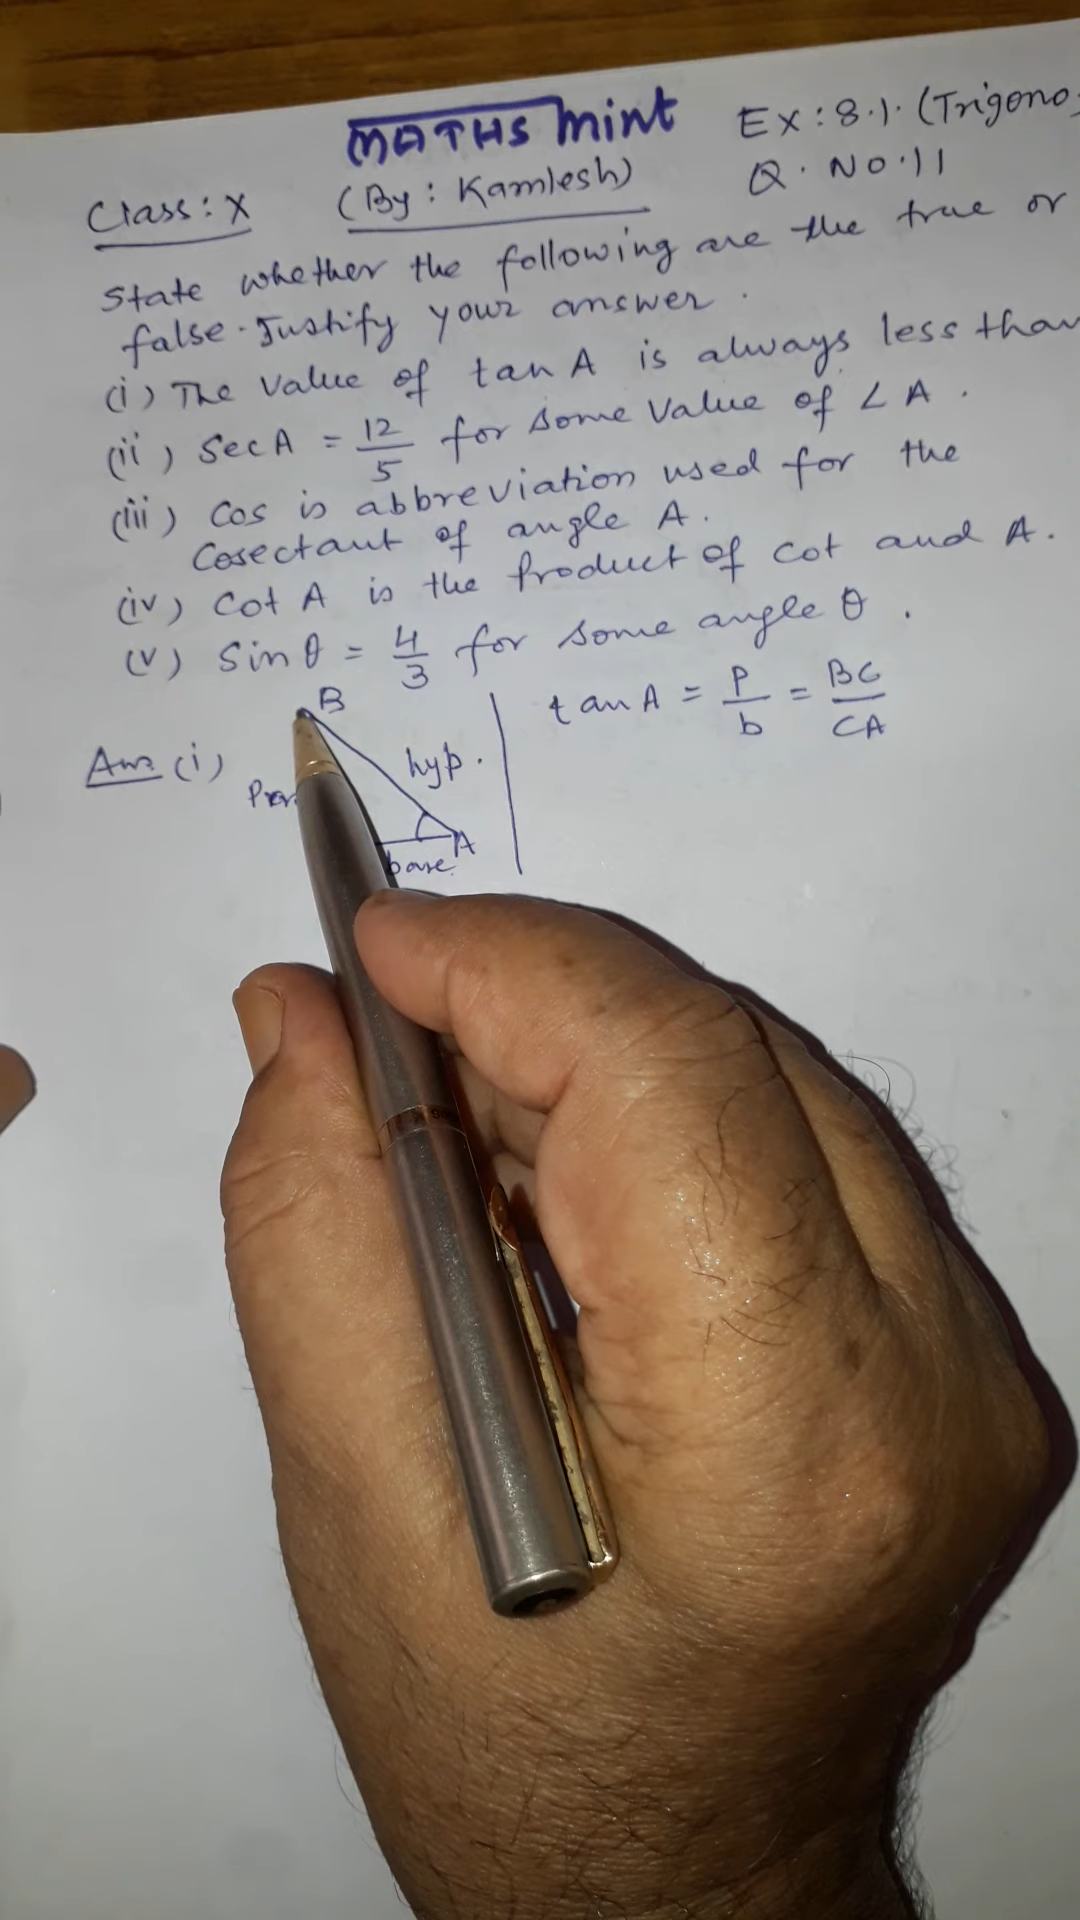 MATHS mint
Ex : 8.1. (Trigono
Class : X (By : Kamlesh) Q. No. 11
State whether the following are the true or
false. Justify your answer.
(i) The value of tan A is always less than
(ii) Sec A = 12/5 for some value of ∠A.
(iii) Cos is abbreviation used for the
Cosectant of angle A.
(iv) Cot A is the Product of Cot and A.
(v) Sin θ = 4/3 for some angle θ.
Ans (i)
B
hyp.
A
base
tan A = P/b = BC/CA